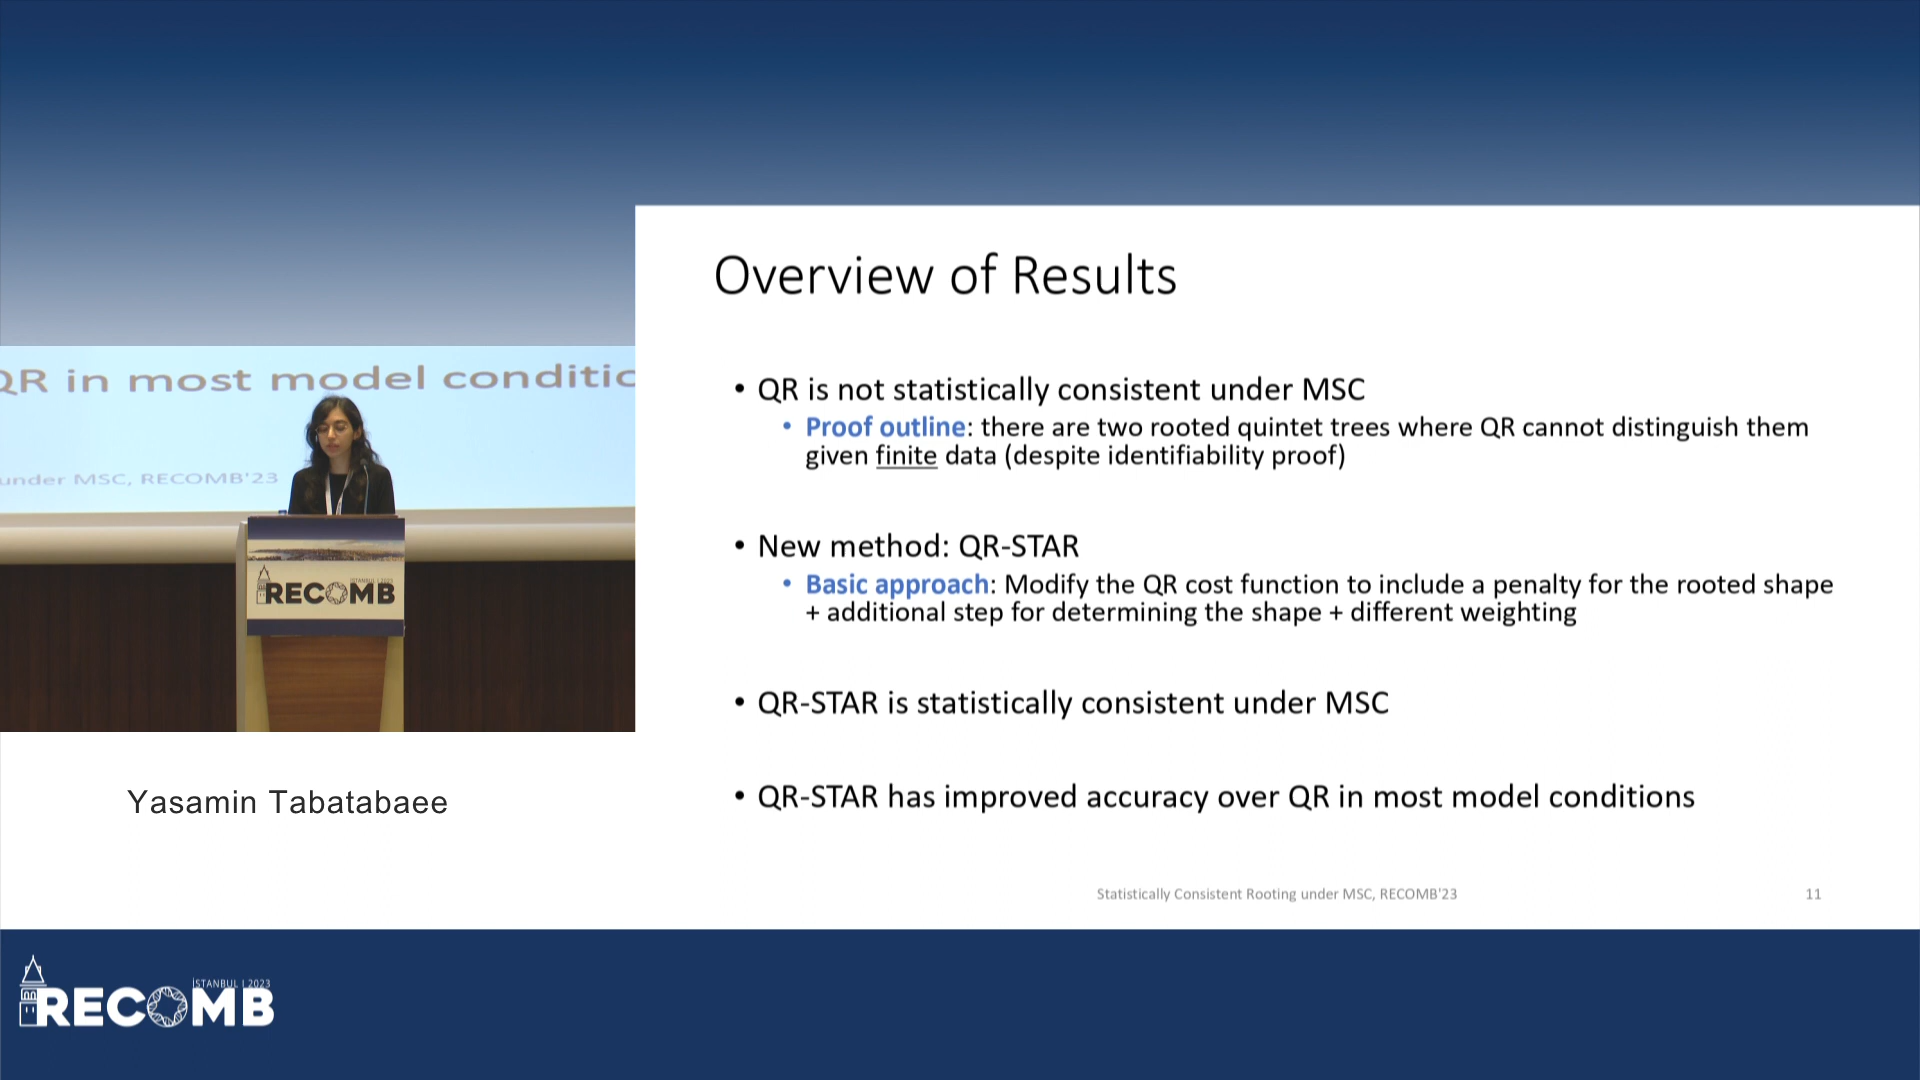 Overview of Results
• QR is not statistically consistent under MSC
• Proof outline: there are two rooted quintet trees where QR cannot distinguish them
given finite data (despite identifiability proof)
• New method: QR-STAR
• Basic approach: Modify the QR cost function to include a penalty for the rooted shape
+ additional step for determining the shape + different weighting
• QR-STAR is statistically consistent under MSC
• QR-STAR has improved accuracy over QR in most model conditions
Statistically Consistent Rooting under MSC, RECOMB'23
11
QR in most model conditic
under MSC, RECOMB'23
İSTANBUL | 2023
RECOMB
Yasamin Tabatabaee
İSTANBUL | 2023
RECOMB